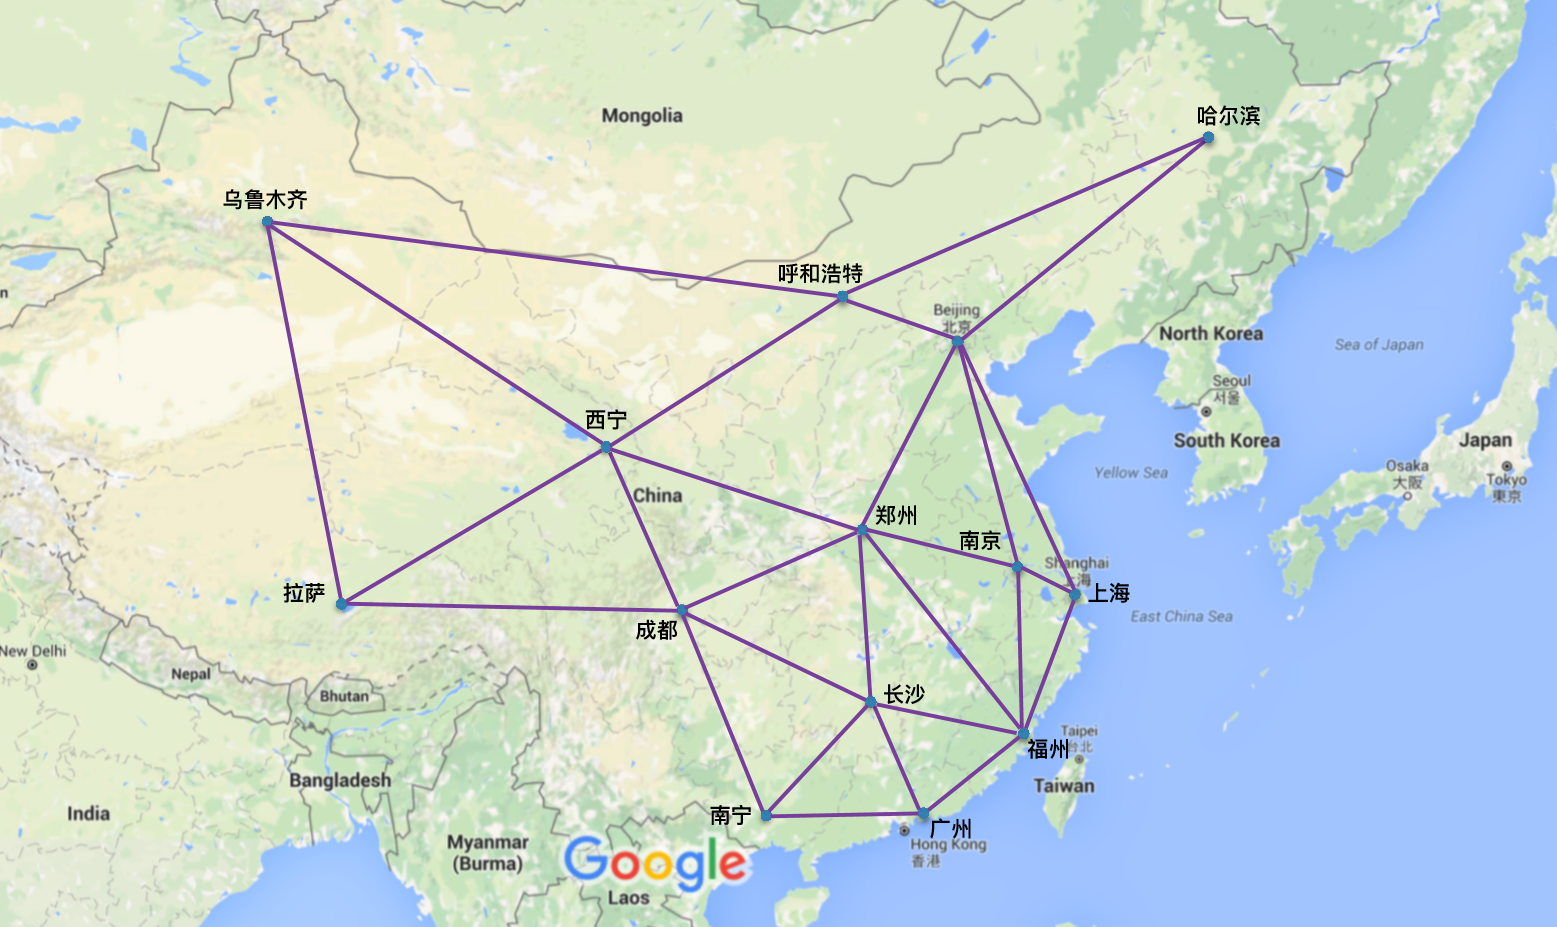 Mongolia
哈尔滨
乌鲁木齐
呼和浩特
Beijing
北京
North Korea
Sea of Japan
Seoul
서울
西宁
South Korea
Japan
Osaka
大阪
Tokyo
東京
Yellow Sea
China
郑州
南京
Shanghai
上海
上海
East China Sea
拉萨
成都
New Delhi
Nepal
Bhutan
长沙
Taipei
台北
福州
Taiwan
Bangladesh
India
南宁
广州
Hong Kong
香港
Myanmar
(Burma)
Google
Laos
n